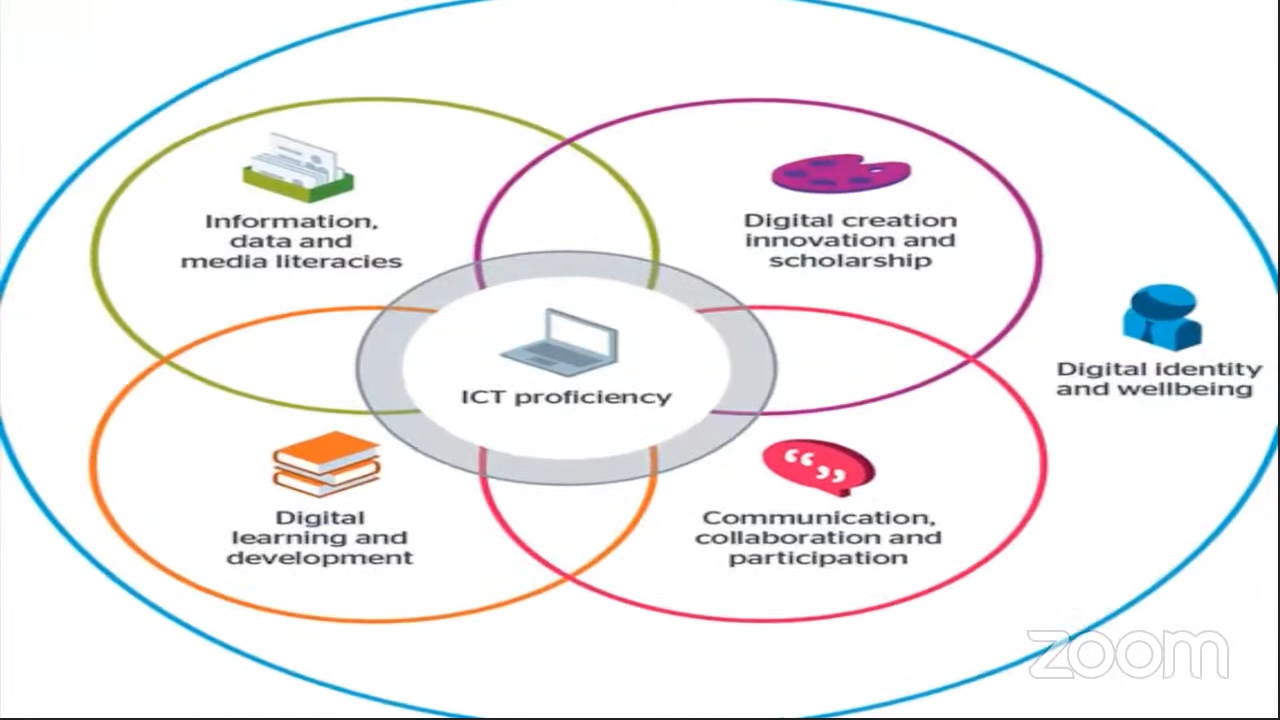 Information,
data and
media literacies
Digital creation
innovation and
scholarship
ICT proficiency
Digital identity
and wellbeing
Digital
learning and
development
Communication,
collaboration and
participation
zoom